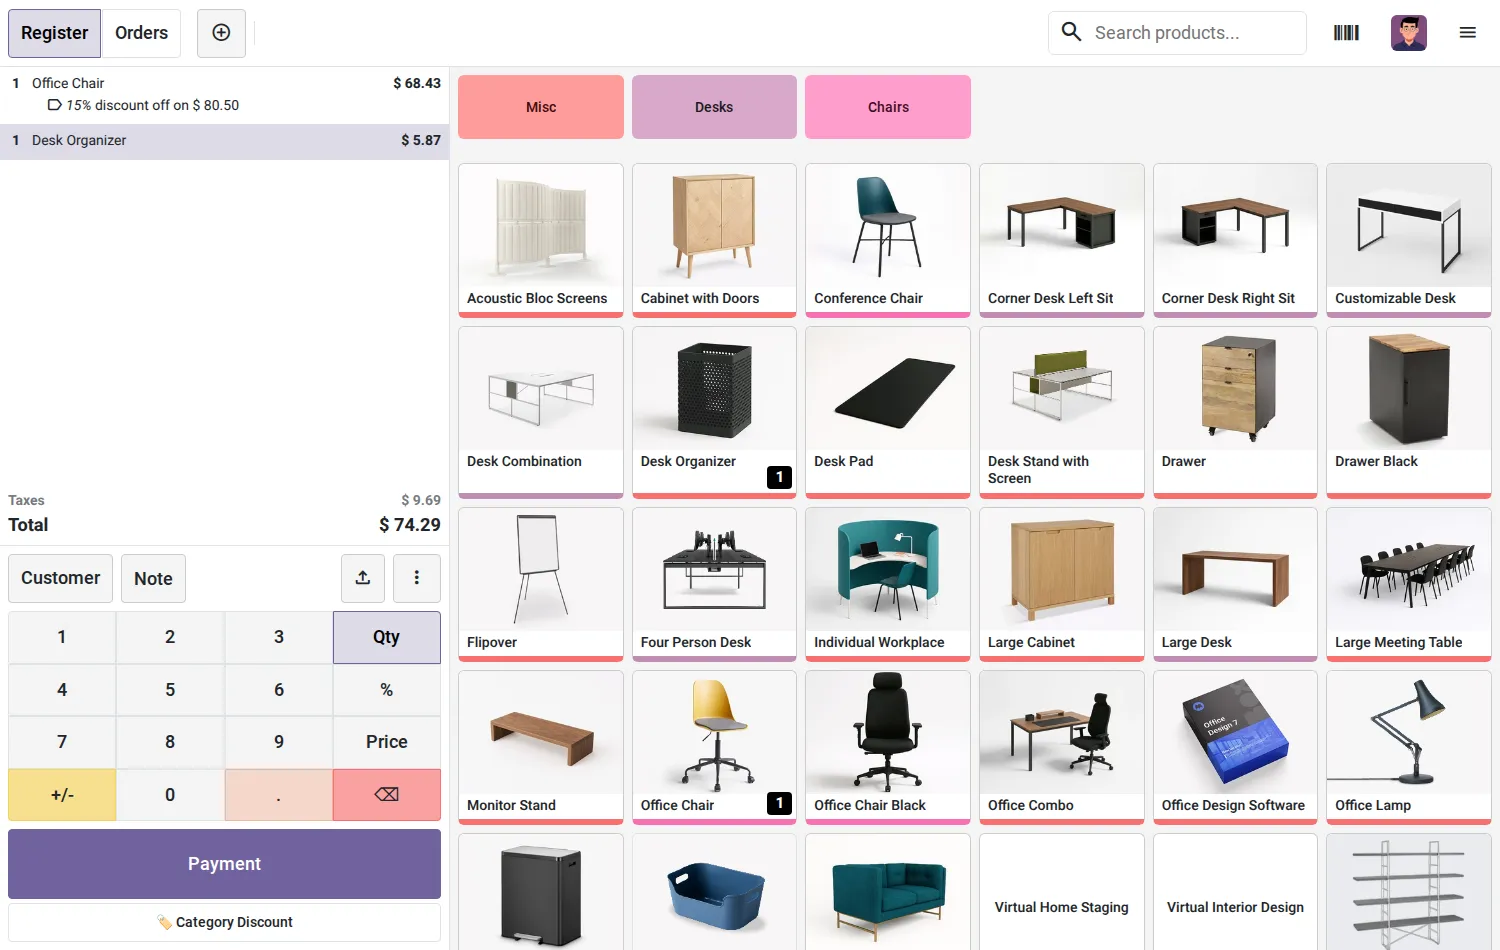 Register
Orders
Search products...
1 Office Chair $ 68.43
15% discount off on $ 80.50
1 Desk Organizer $ 5.87
Taxes $ 9.69
Total $ 74.29
Customer
Note
1 2 3 Qty
4 5 6 %
7 8 9 Price
+/- 0 .
Payment
Category Discount
Misc
Desks
Chairs
Acoustic Bloc Screens
Cabinet with Doors
Conference Chair
Corner Desk Left Sit
Corner Desk Right Sit
Customizable Desk
Desk Combination
Desk Organizer
1
Desk Pad
Desk Stand with
Screen
Drawer
Drawer Black
Flipover
Four Person Desk
Individual Workplace
Large Cabinet
Large Desk
Large Meeting Table
Monitor Stand
Office Chair
1
Office Chair Black
Office Combo
Office
Design 7
Office Design Software
Office Lamp
Virtual Home Staging
Virtual Interior Design